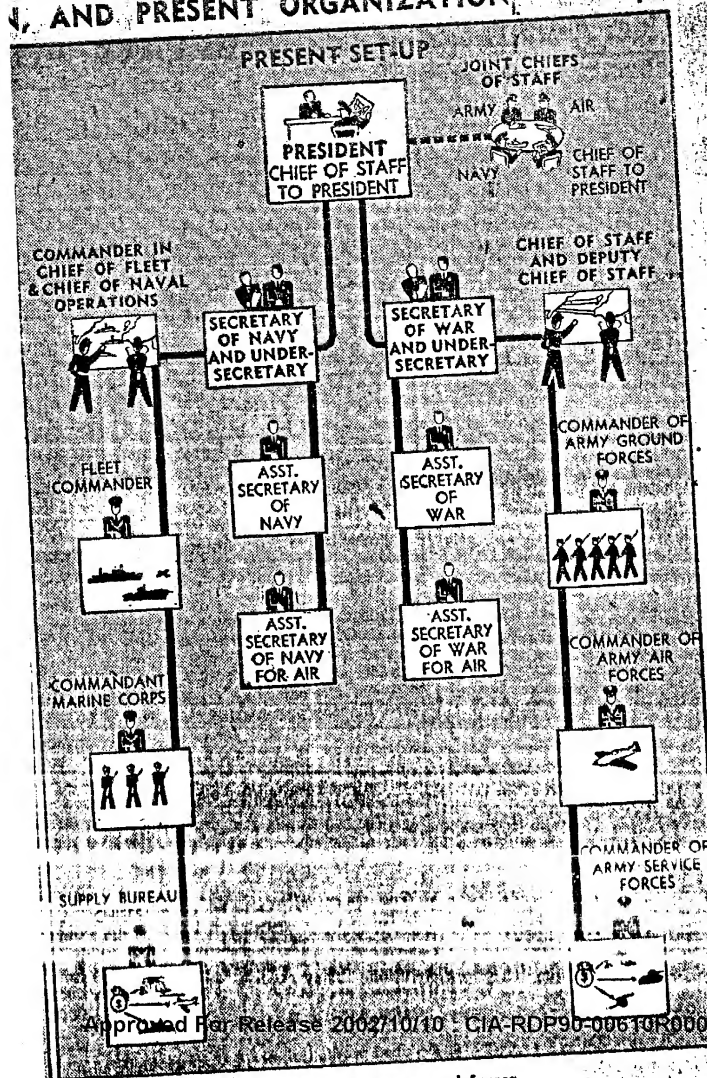 AND PRESENT ORGANIZATION
PRESENT SET-UP
JOINT CHIEFS
OF STAFF
ARMY
AIR
NAVY
CHIEF OF
STAFF TO
PRESIDENT
PRESIDENT
CHIEF OF STAFF
TO PRESIDENT
COMMANDER IN
CHIEF OF FLEET
& CHIEF OF NAVAL
OPERATIONS
SECRETARY
OF NAVY
AND UNDER-
SECRETARY
SECRETARY
OF WAR
AND UNDER-
SECRETARY
CHIEF OF STAFF
AND DEPUTY
CHIEF OF STAFF
FLEET
COMMANDER
ASST.
SECRETARY
OF
NAVY
ASST.
SECRETARY
OF
WAR
COMMANDER OF
ARMY GROUND
FORCES
COMMANDANT
MARINE CORPS
ASST.
SECRETARY
OF NAVY
FOR AIR
ASST.
SECRETARY
OF WAR
FOR AIR
COMMANDER OF
ARMY AIR
FORCES
SUPPLY BUREAU
CHIEFS
COMMANDER OF
ARMY SERVICE
FORCES
Approved For Release 2002/10/10 : CIA-RDP90-00610R000